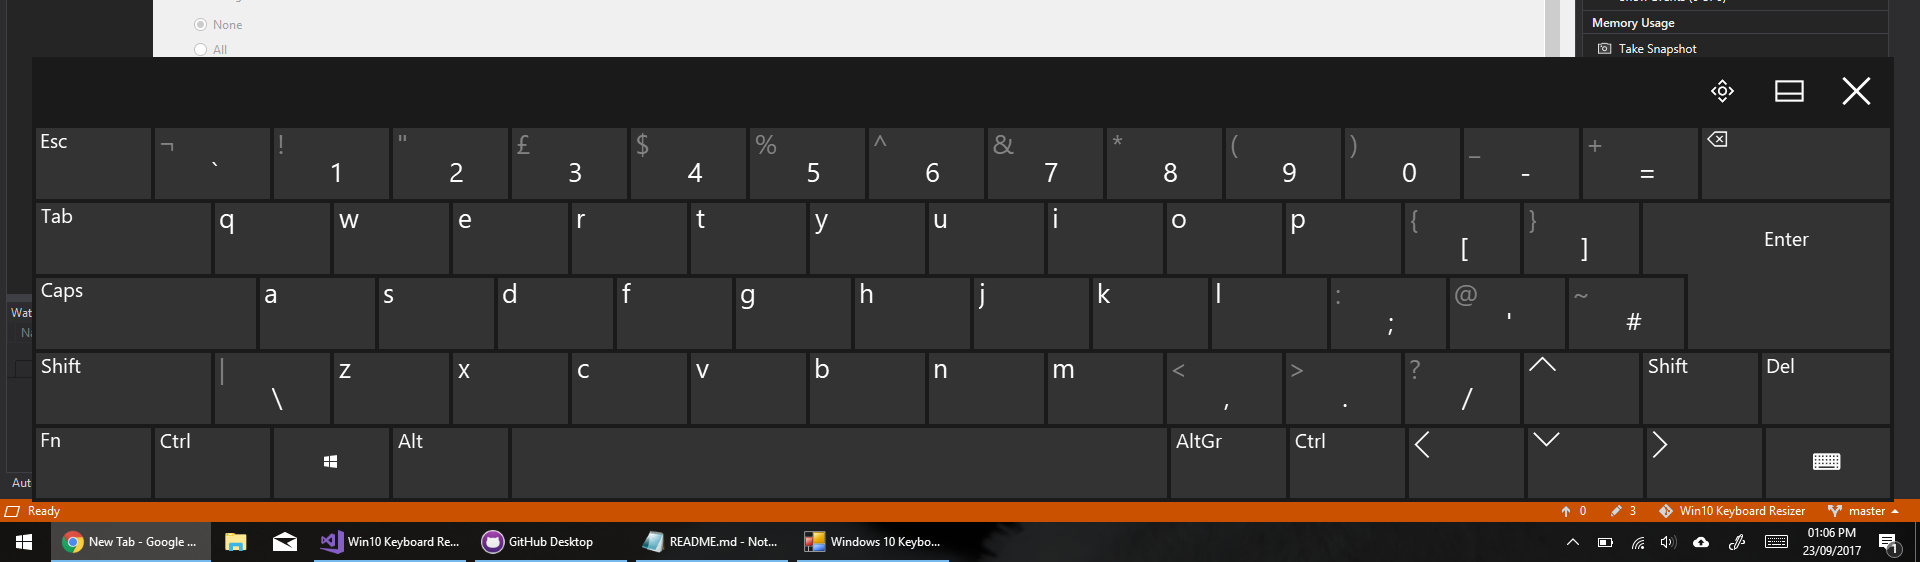 None
All
Memory Usage
Take Snapshot
Esc ¬ ` ! 1 " 2 £ 3 $ 4 % 5 ^ 6 & 7 * 8 ( 9 ) 0 _ - + =
Tab q w e r t y u i o p { [ } ] Enter
Caps a s d f g h j k l : ; @ ' ~ #
Shift | \ z x c v b n m < , > . ? / Shift Del
Fn Ctrl Alt AltGr Ctrl
Wat
Na
Aut
Ready 0 3 Win10 Keyboard Resizer master
New Tab - Google ... Win10 Keyboard Re... GitHub Desktop README.md - Not... Windows 10 Keybo... 01:06 PM
23/09/2017 1